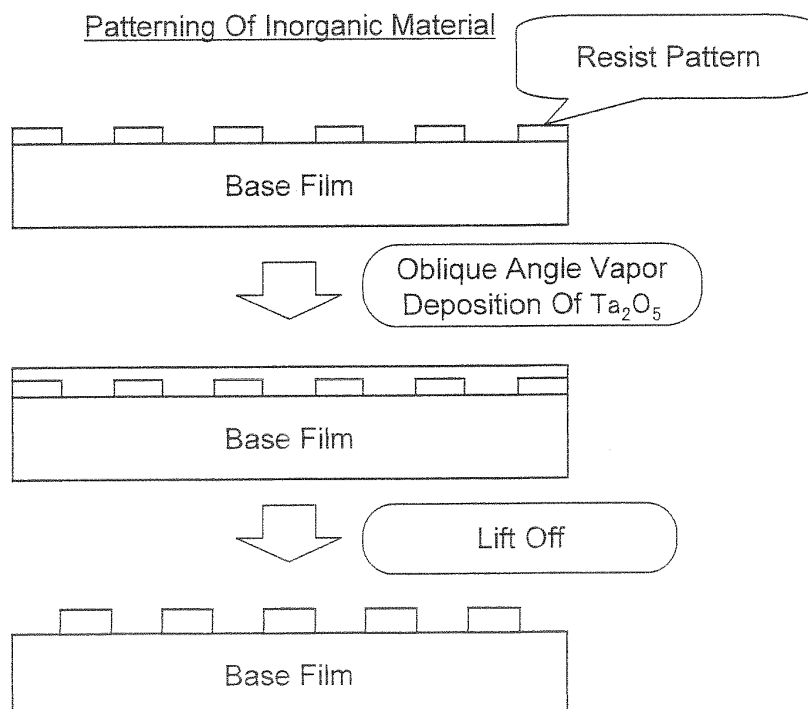 Patterning Of Inorganic Material
Resist Pattern
Base Film
Oblique Angle Vapor
Deposition Of Ta₂O₅
Base Film
Lift Off
Base Film